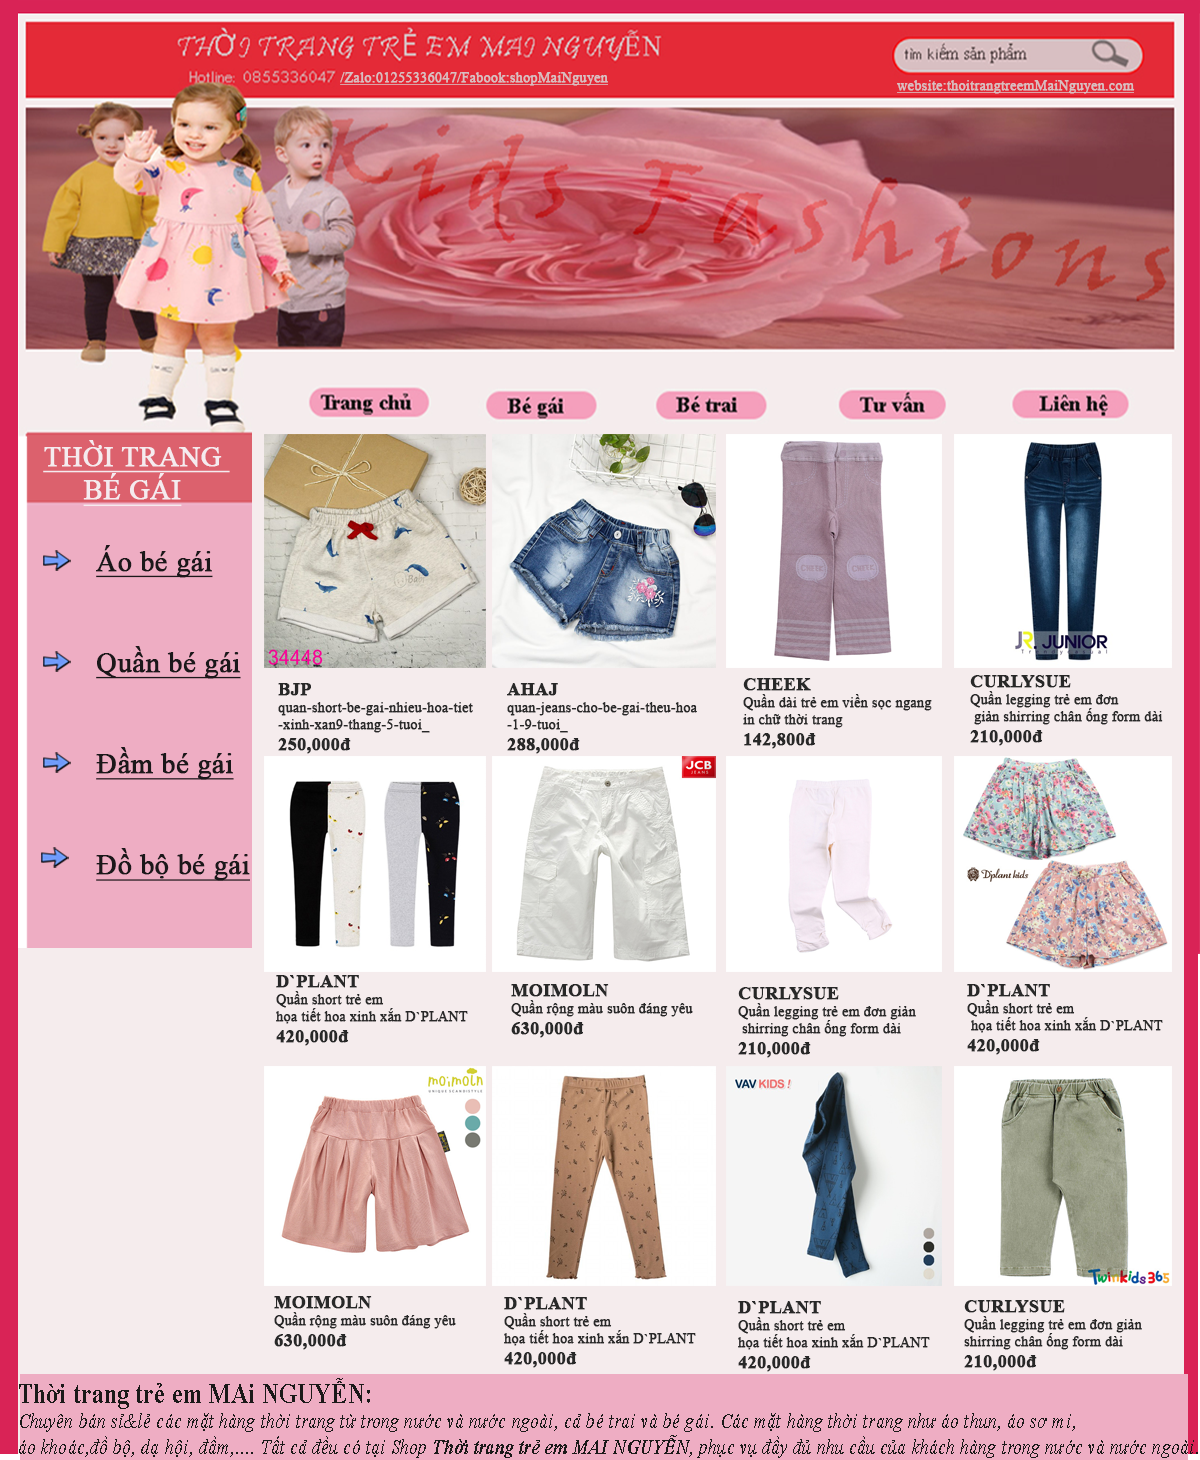 THỜI TRANG TRẺ EM MAI NGUYỄN
Hotline: 0855336047 /Zalo:01255336047/Fabook:shopMaiNguyen
tìm kiếm sản phẩm
website:thoitrangtreemMaiNguyen.com
Kids Fashions
Trang chủ
Bé gái
Bé trai
Tư vấn
Liên hệ
THỜI TRANG
BÉ GÁI
Áo bé gái
Quần bé gái
Đầm bé gái
Đồ bộ bé gái
34448
JR. JUNIOR
BJP
quan-short-be-gai-nhieu-hoa-tiet
-xinh-xan9-thang-5-tuoi_
250,000đ
AHAJ
quan-jeans-cho-be-gai-theu-hoa
-1-9-tuoi_
288,000đ
CHEEK
Quần dài trẻ em viền sọc ngang
in chữ thời trang
142,800đ
CURLYSUE
Quần legging trẻ em đơn
giản shirring chân ống form dài
210,000đ
JCB
JEANS
D'plant kids
D`PLANT
Quần short trẻ em
họa tiết hoa xinh xắn D`PLANT
420,000đ
MOIMOLN
Quần rộng màu suôn đáng yêu
630,000đ
CURLYSUE
Quần legging trẻ em đơn giản
shirring chân ống form dài
210,000đ
D`PLANT
Quần short trẻ em
họa tiết hoa xinh xắn D`PLANT
420,000đ
moimoln
UNIQUE SCANDISTYLE
VAV KIDS !
Twinkids365
MOIMOLN
Quần rộng màu suôn đáng yêu
630,000đ
D`PLANT
Quần short trẻ em
họa tiết hoa xinh xắn D`PLANT
420,000đ
D`PLANT
Quần short trẻ em
họa tiết hoa xinh xắn D`PLANT
420,000đ
CURLYSUE
Quần legging trẻ em đơn giản
shirring chân ống form dài
210,000đ
Thời trang trẻ em MAi NGUYỄN:
Chuyên bán sỉ&lẻ các mặt hàng thời trang từ trong nước và nước ngoài, cả bé trai và bé gái. Các mặt hàng thời trang như áo thun, áo sơ mi,
áo khoác,đồ bộ, dạ hội, đầm,.... Tất cả đều có tại Shop Thời trang trẻ em MAI NGUYỄN, phục vụ đầy đủ nhu cầu của khách hàng trong nước và nước ngoài.